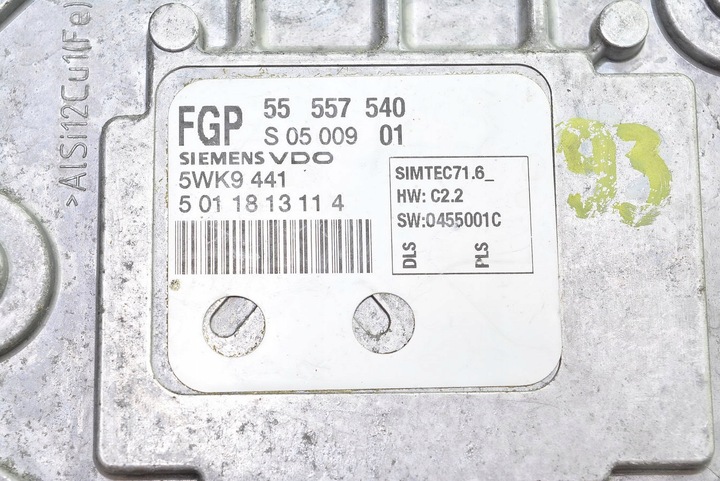 >AlSi12Cu1(Fe)
FGP 55 557 540
S 05 009 01
SIEMENS VDO
5WK9 441
5 01 18 13 11 4
SIMTEC71.6_
HW: C2.2
SW:0455001C
DLS PLS
93